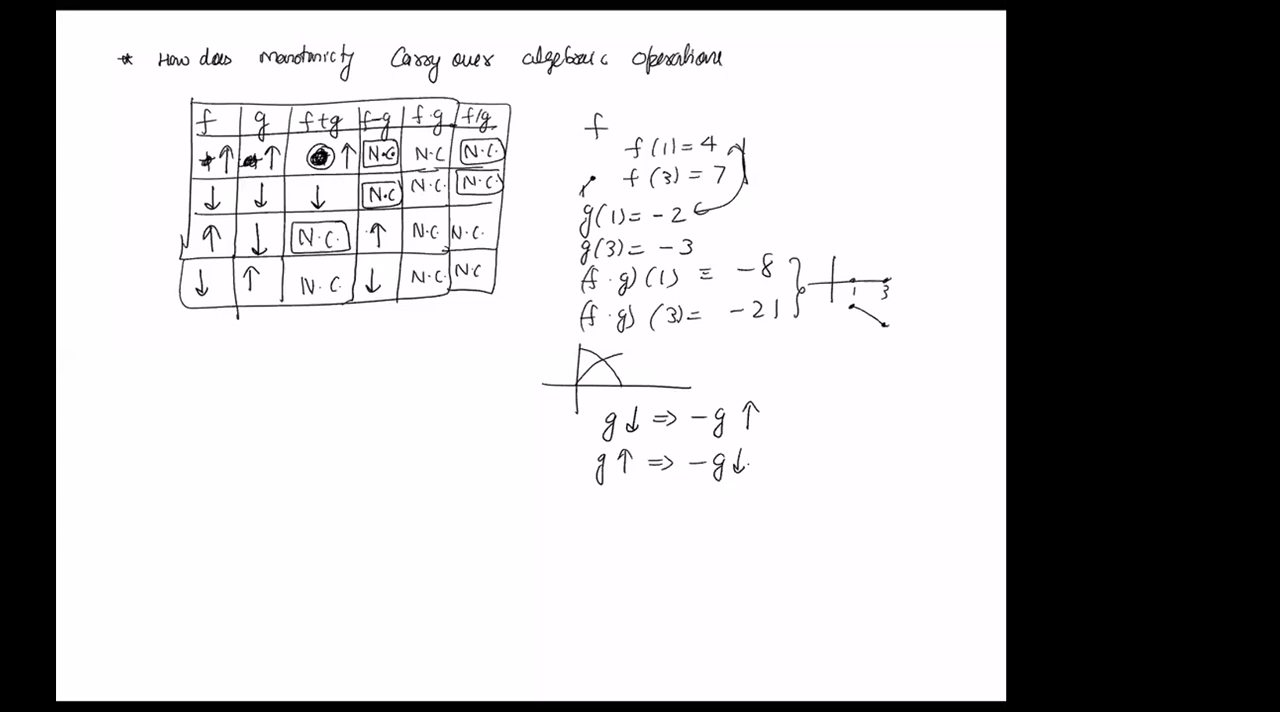 * How does monotonicty Carry over algebraic operations
f g f+g f-g f·g f/g
↑ ↑ ↑ N·C N·C N·C.
↓ ↓ ↓ N·C N·C. N·C.
↑ ↓ N·C. ↑ N·C. N·C.
↓ ↑ N·C. ↓ N·C. N·C
f
f(1) = 4
f(3) = 7
g(1) = -2
g(3) = -3
(f·g)(1) = -8
(f·g)(3) = -21
1 3
g↓ ⇒ -g ↑
g↑ ⇒ -g↓.